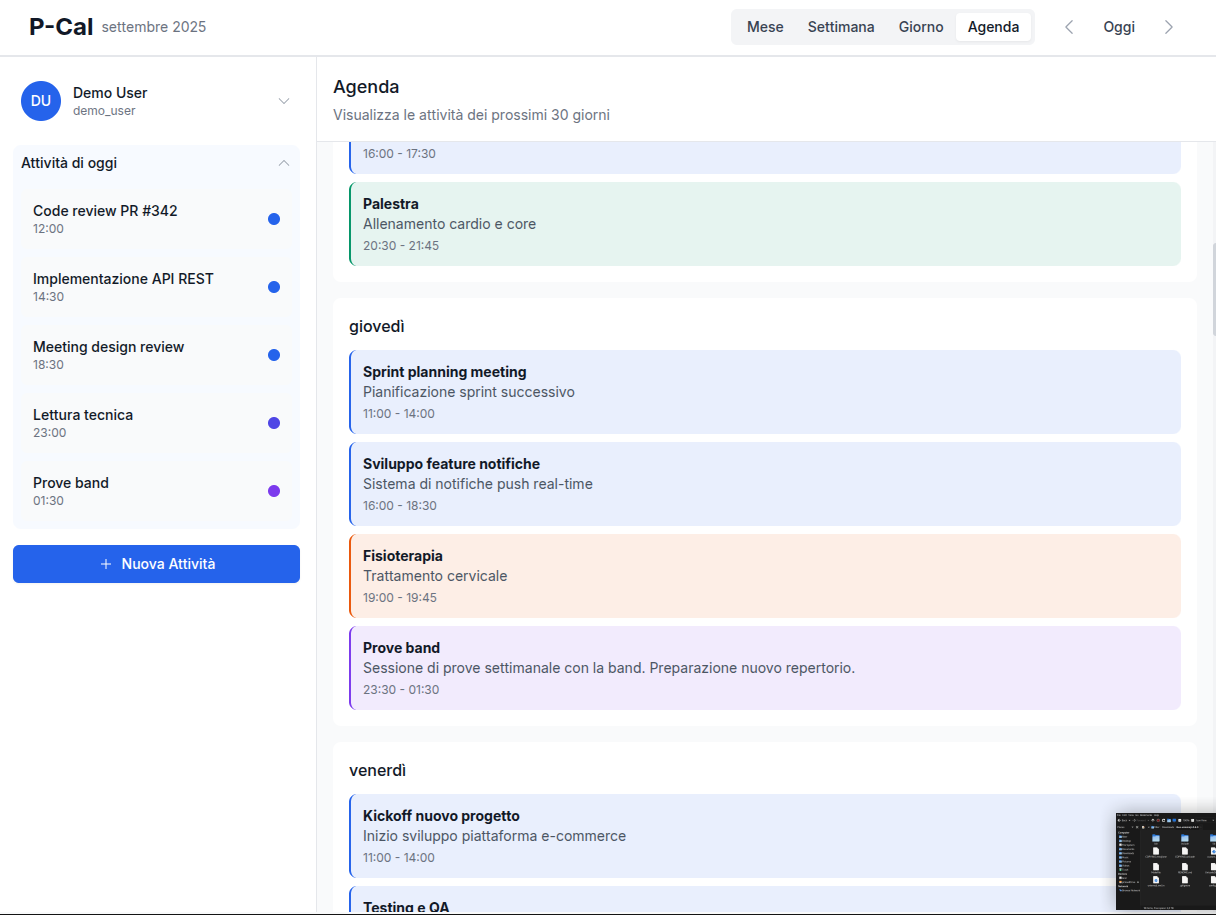 P-Cal settembre 2025
Mese Settimana Giorno Agenda Oggi
DU
Demo User
demo_user
Attività di oggi
Code review PR #342
12:00
Implementazione API REST
14:30
Meeting design review
18:30
Lettura tecnica
23:00
Prove band
01:30
Nuova Attività
Agenda
Visualizza le attività dei prossimi 30 giorni
16:00 - 17:30
Palestra
Allenamento cardio e core
20:30 - 21:45
giovedì
Sprint planning meeting
Pianificazione sprint successivo
11:00 - 14:00
Sviluppo feature notifiche
Sistema di notifiche push real-time
16:00 - 18:30
Fisioterapia
Trattamento cervicale
19:00 - 19:45
Prove band
Sessione di prove settimanale con la band. Preparazione nuovo repertorio.
23:30 - 01:30
venerdì
Kickoff nuovo progetto
Inizio sviluppo piattaforma e-commerce
11:00 - 14:00
Testing e QA